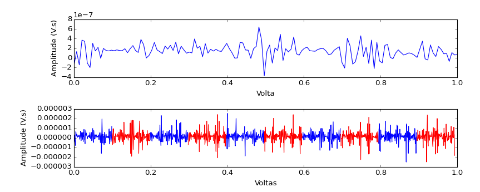 1e−7
8
6
4
2
0
−2
−4
Amplitude (V.s)
0.0 0.2 0.4 0.6 0.8 1.0
Volta
0.000003
0.000002
0.000001
0.000000
−0.000001
−0.000002
−0.000003
Amplitude (V.s)
0.0 0.2 0.4 0.6 0.8 1.0
Voltas